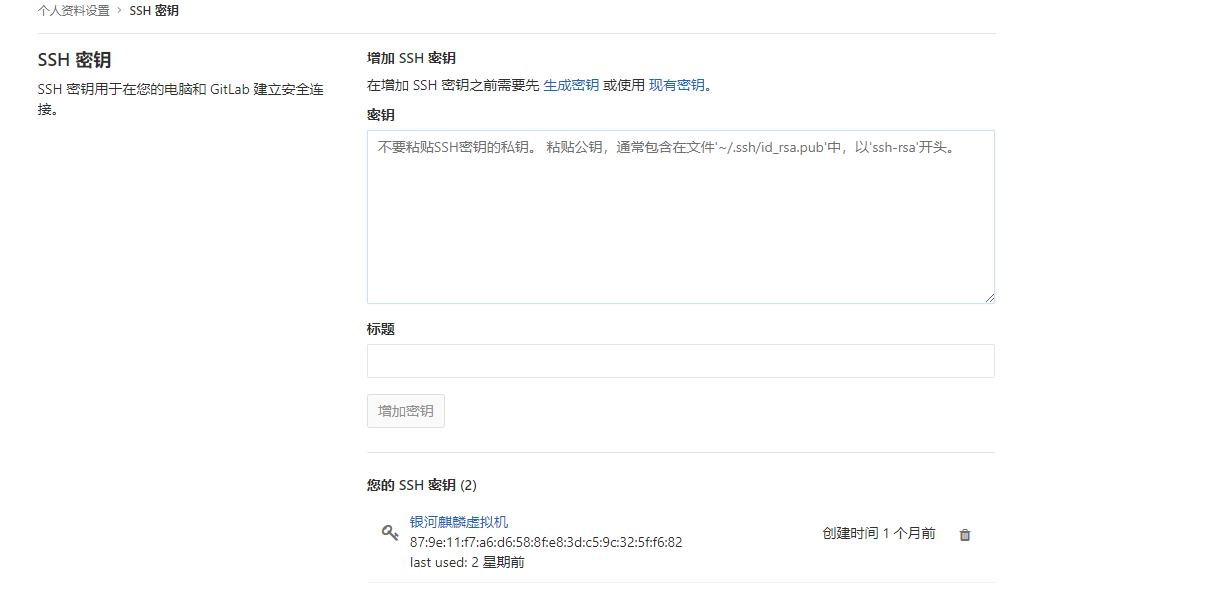 个人资料设置 › SSH 密钥
SSH 密钥
SSH 密钥用于在您的电脑和 GitLab 建立安全连
接。
增加 SSH 密钥
在增加 SSH 密钥之前需要先 生成密钥 或使用 现有密钥。
密钥
不要粘贴SSH密钥的私钥。 粘贴公钥，通常包含在文件'~/.ssh/id_rsa.pub'中，以'ssh-rsa'开头。
标题
增加密钥
您的 SSH 密钥 (2)
银河麒麟虚拟机
87:9e:11:f7:a6:d6:58:8f:e8:3d:c5:9c:32:5f:f6:82
last used: 2 星期前
创建时间 1 个月前